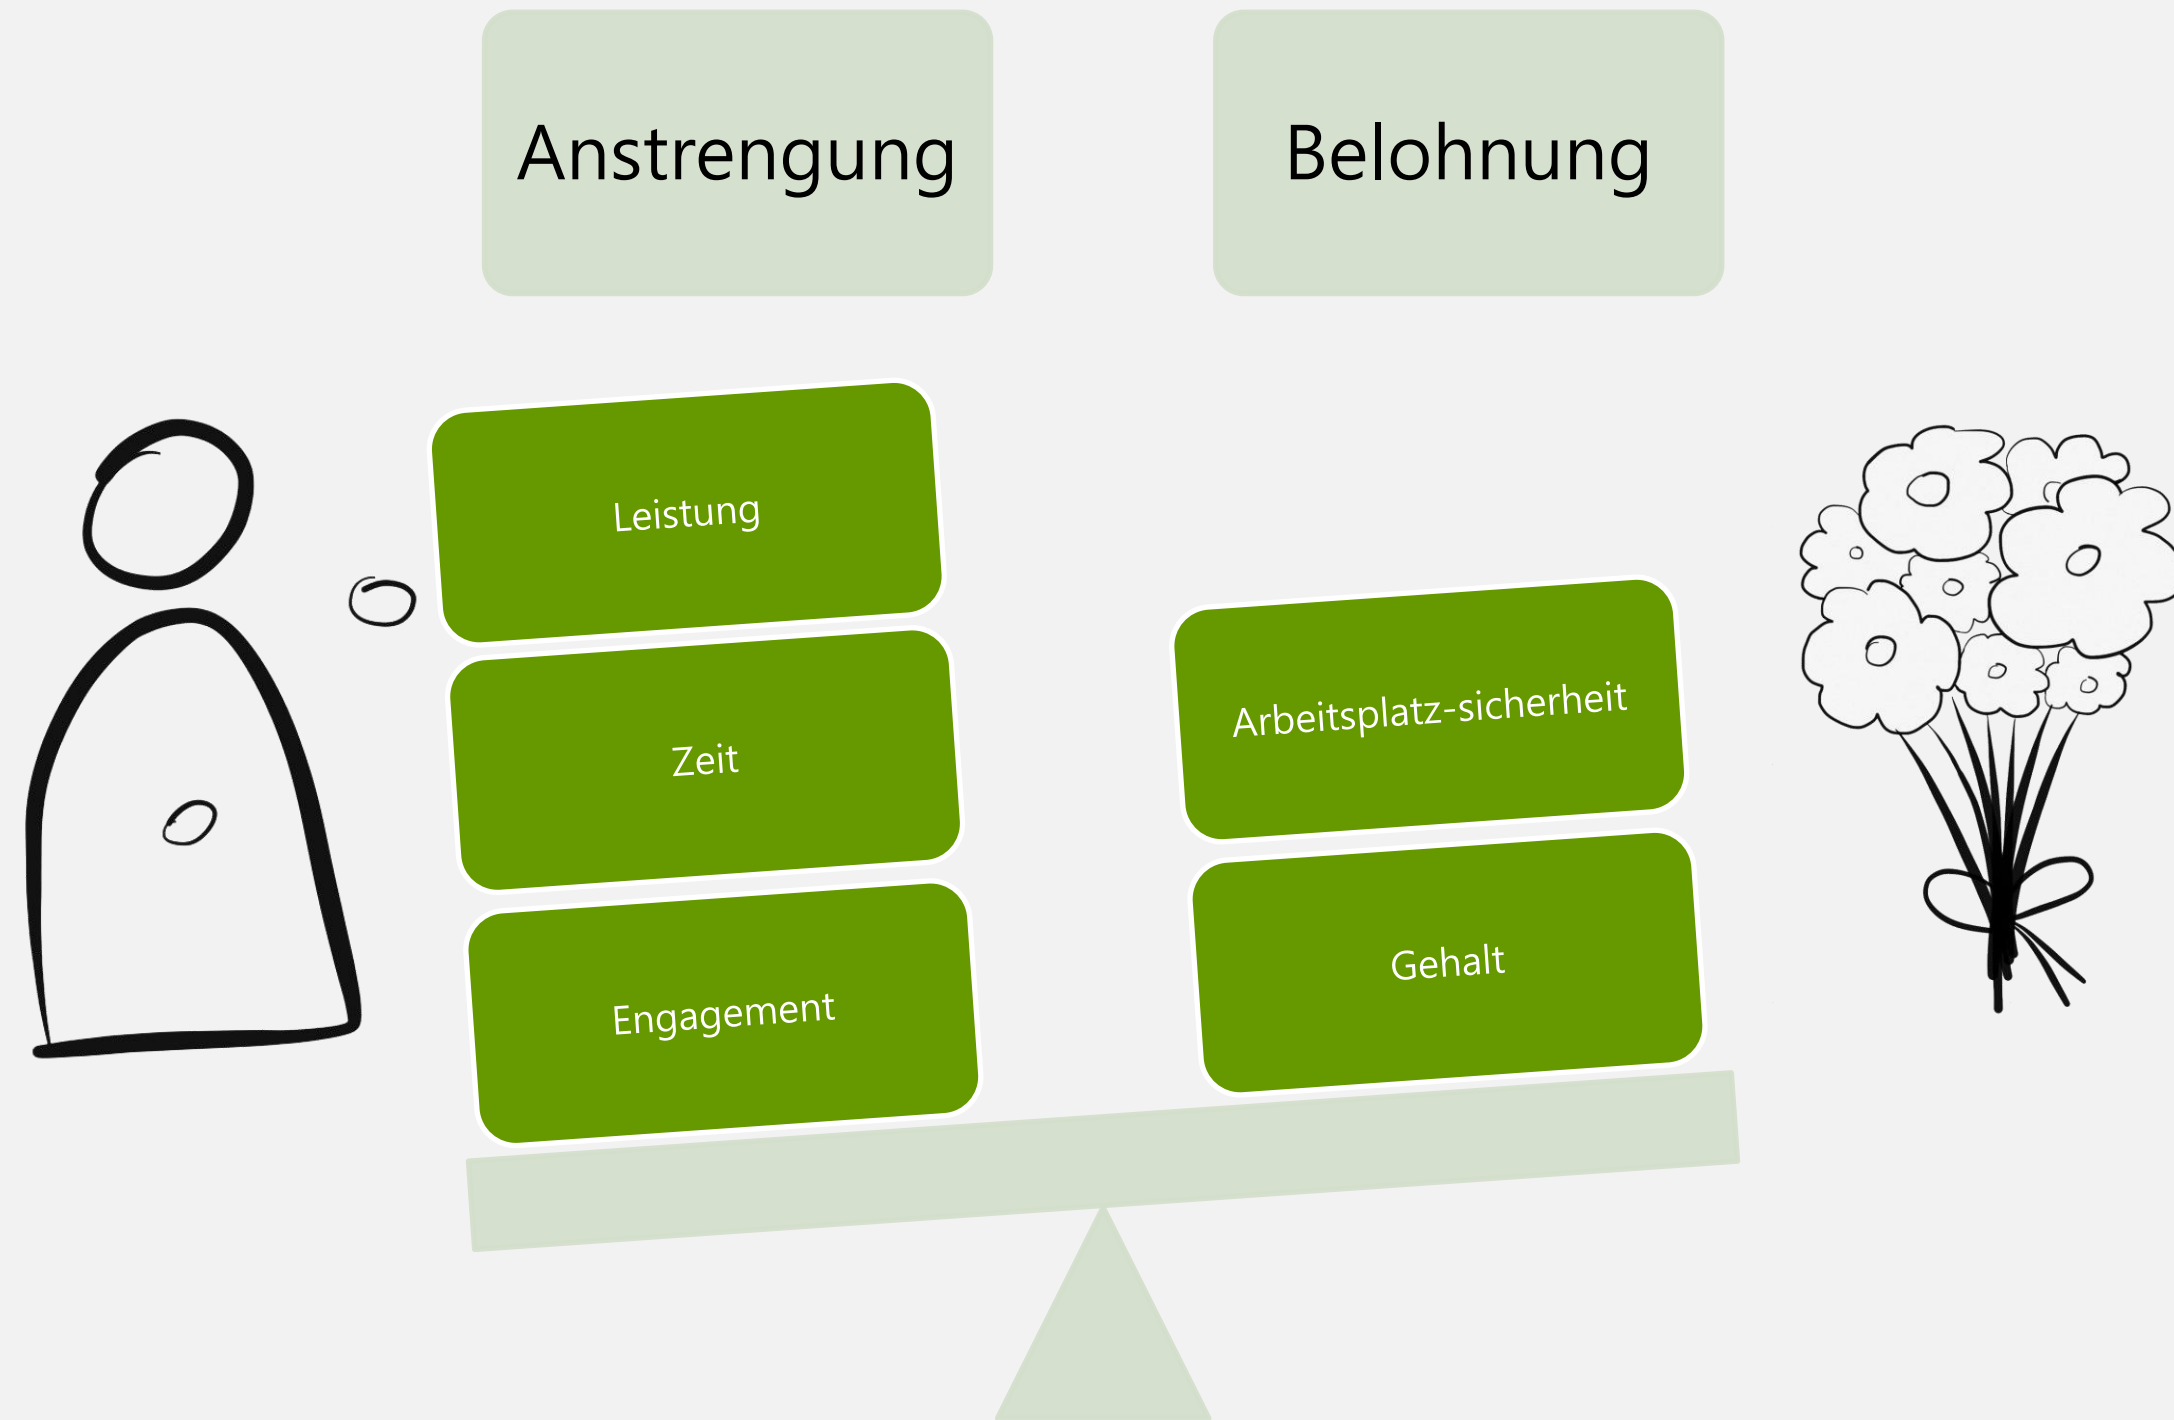 Anstrengung
Belohnung
Leistung
Zeit
Engagement
Arbeitsplatz-sicherheit
Gehalt